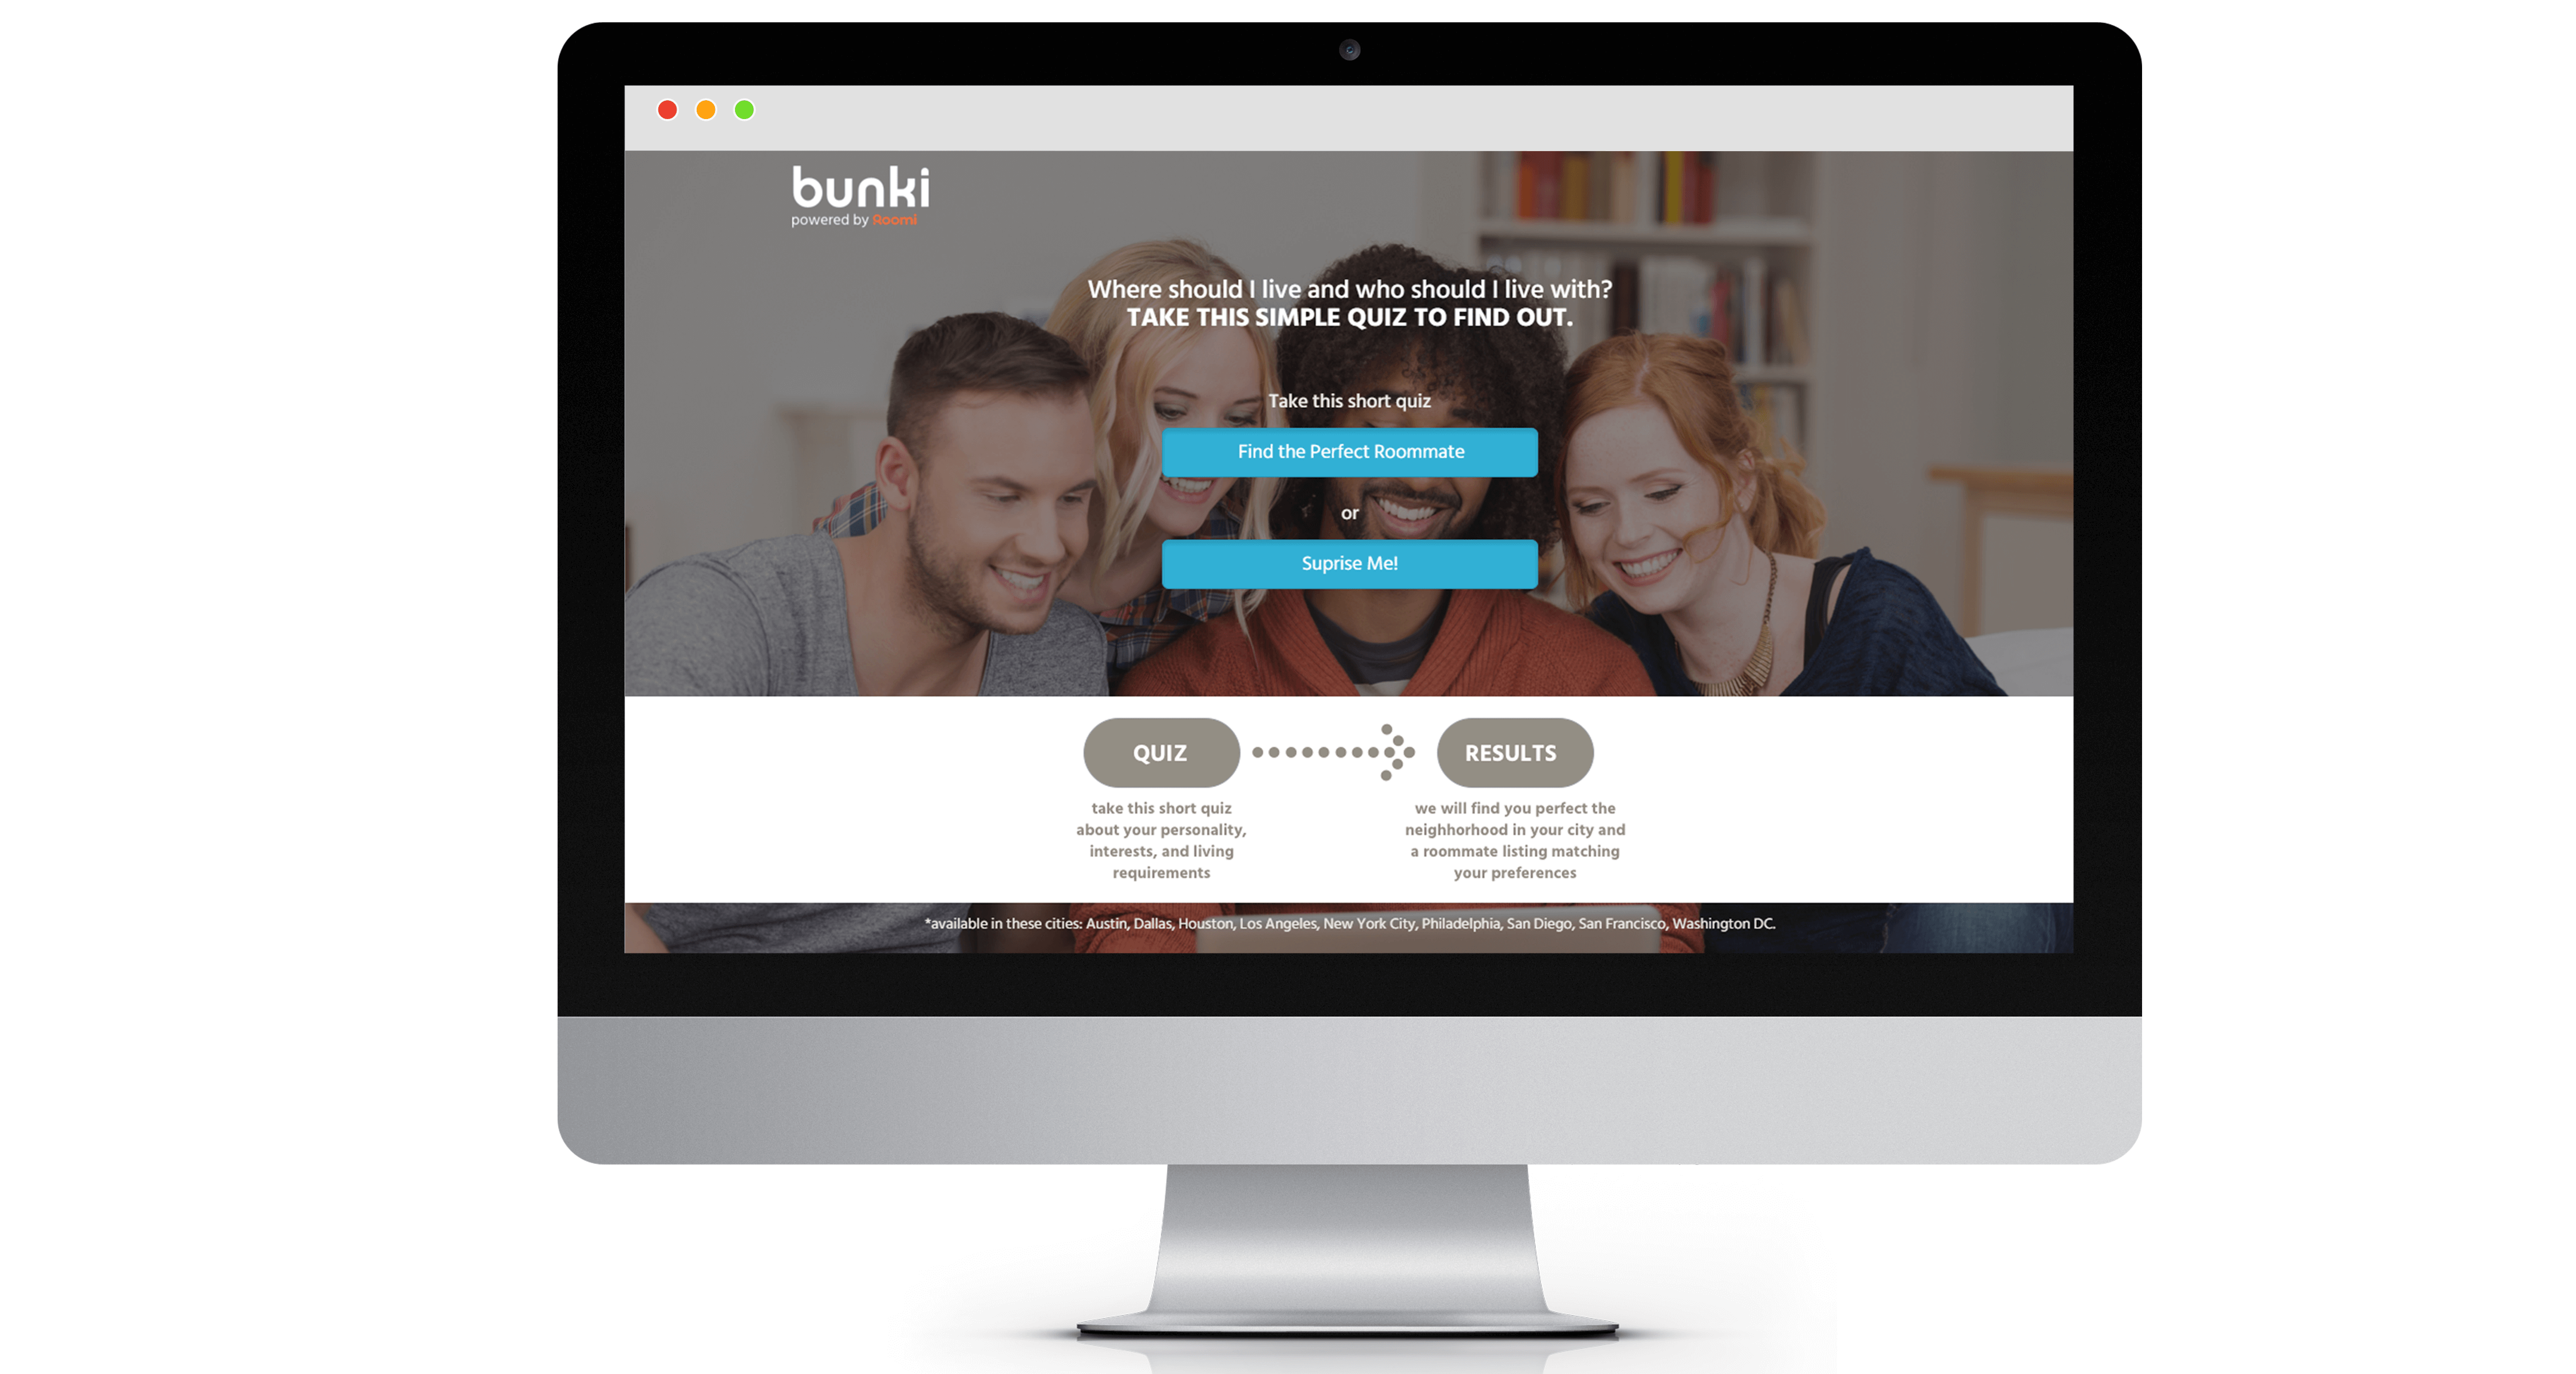 bunki
powered by Roomi
Where should I live and who should I live with?
TAKE THIS SIMPLE QUIZ TO FIND OUT.
Take this short quiz
Find the Perfect Roommate
or
Suprise Me!
QUIZ
RESULTS
take this short quiz
about your personality,
interests, and living
requirements
we will find you perfect the
neighhorhood in your city and
a roommate listing matching
your preferences
*available in these cities: Austin, Dallas, Houston, Los Angeles, New York City, Philadelphia, San Diego, San Francisco, Washington DC.